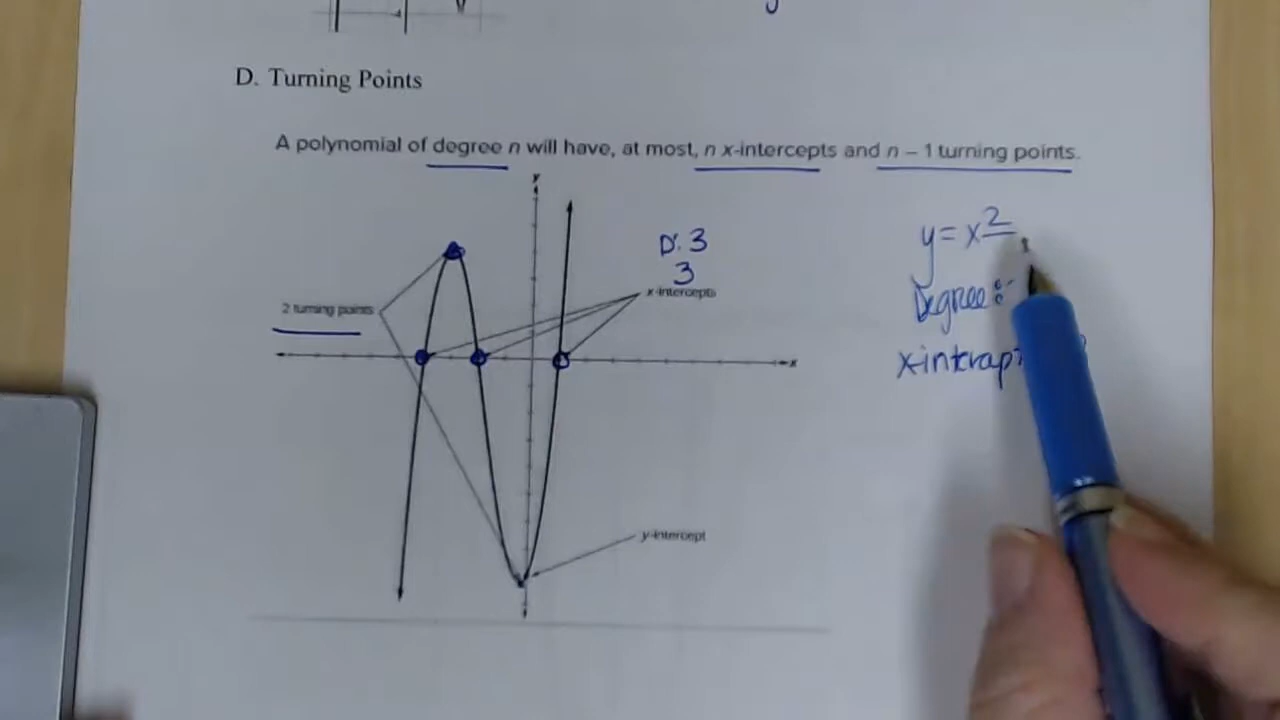 D. Turning Points
A polynomial of degree n will have, at most, n x-intercepts and n – 1 turning points.
y
y = x2
D: 3
3
Degree:
2 turning points
x-intercepts
x
y-intercept